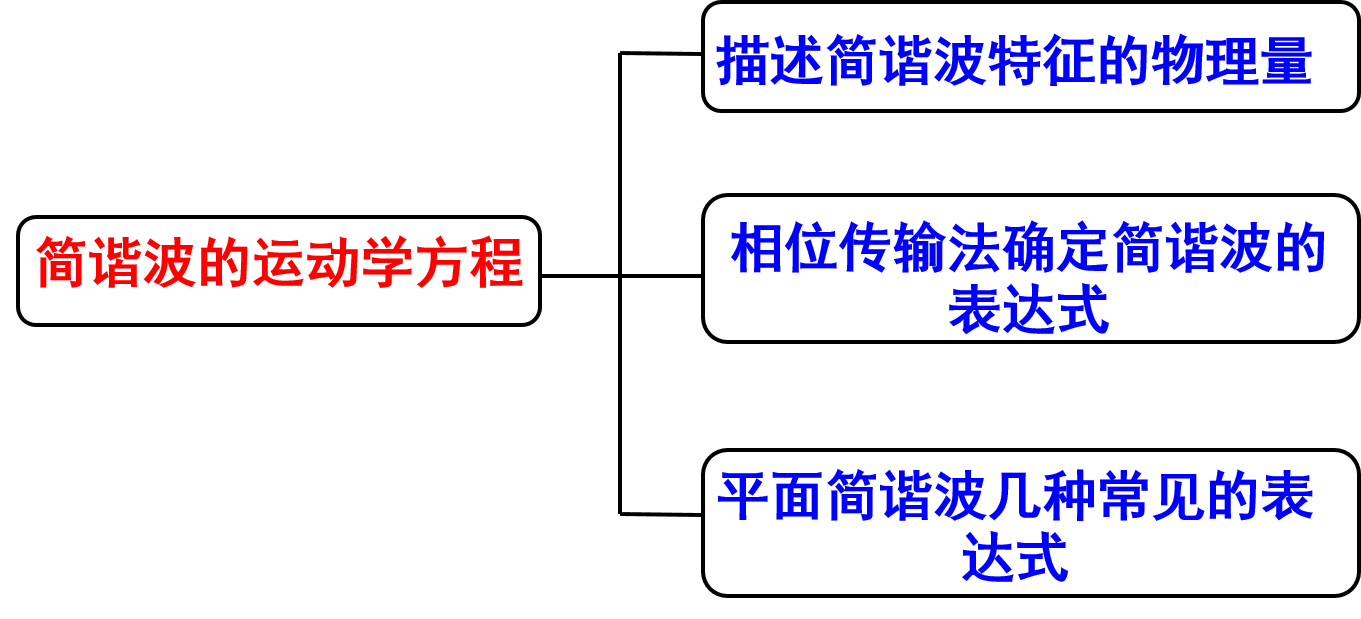 描述简谐波特征的物理量
简谐波的运动学方程
相位传输法确定简谐波的
表达式
平面简谐波几种常见的表
达式